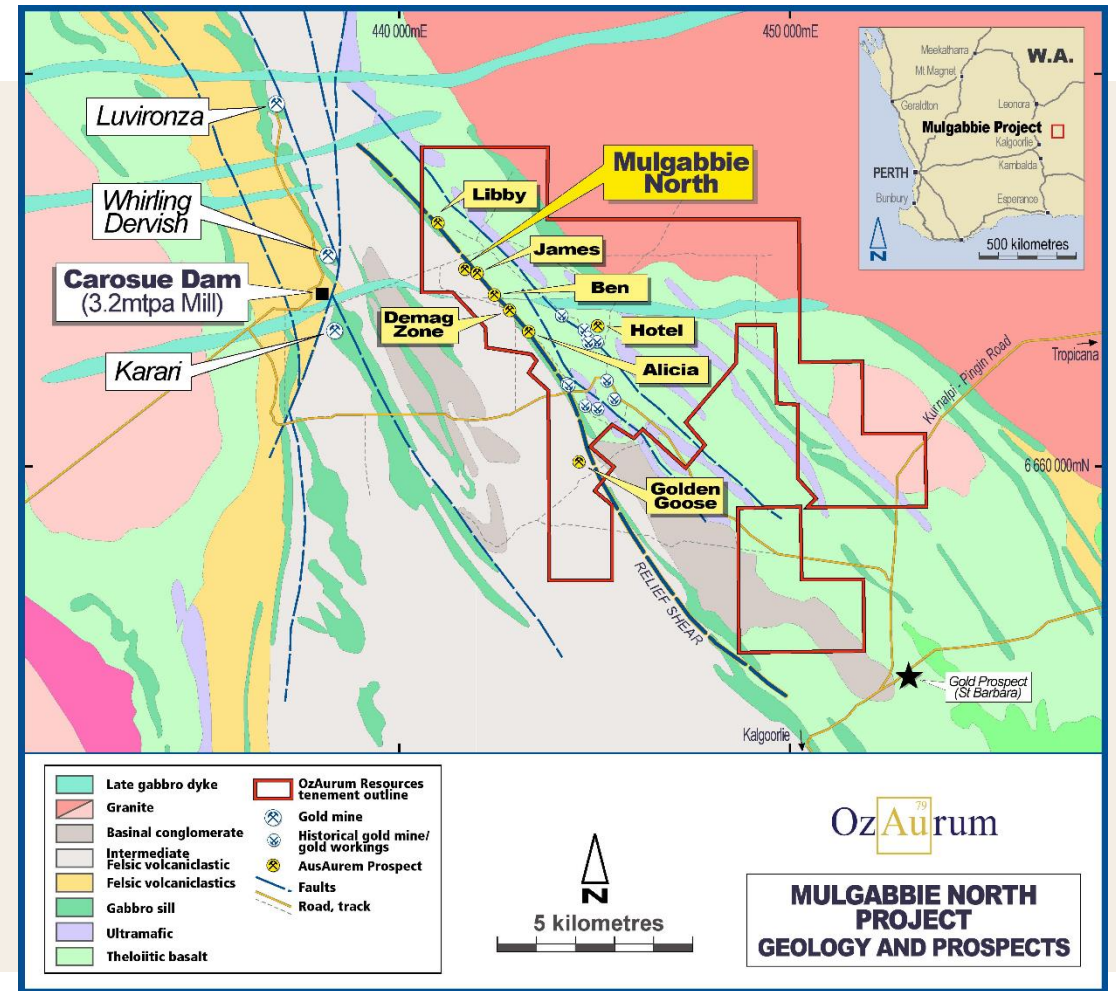 440 000mE
450 000mE
Luvironza
Whirling
Dervish
Carosue Dam
(3.2mtpa Mill)
Karari
Libby
Mulgabbie
North
James
Ben
Demag
Zone
Hotel
Alicia
Golden
Goose
RELIEF SHEAR
Kurnalpi - Pingin Road
Tropicana
6 660 000mN
Gold Prospect
(St Barbara)
Kalgoorlie
W.A.
Meekatharra
Mt.Magnet
Geraldton
Leonora
Mulgabbie Project
Kalgoorlie
Kambalda
PERTH
Bunbury
Esperance
N
500 kilometres
Late gabbro dyke
Granite
Basinal conglomerate
Intermediate
Felsic volcaniclastic
Felsic volcaniclastics
Gabbro sill
Ultramafic
Theloiitic basalt
OzAurum Resources
tenement outline
Gold mine
Historical gold mine/
gold workings
AusAurem Prospect
Faults
Road, track
N
5 kilometres
79
OzAurum
MULGABBIE NORTH
PROJECT
GEOLOGY AND PROSPECTS